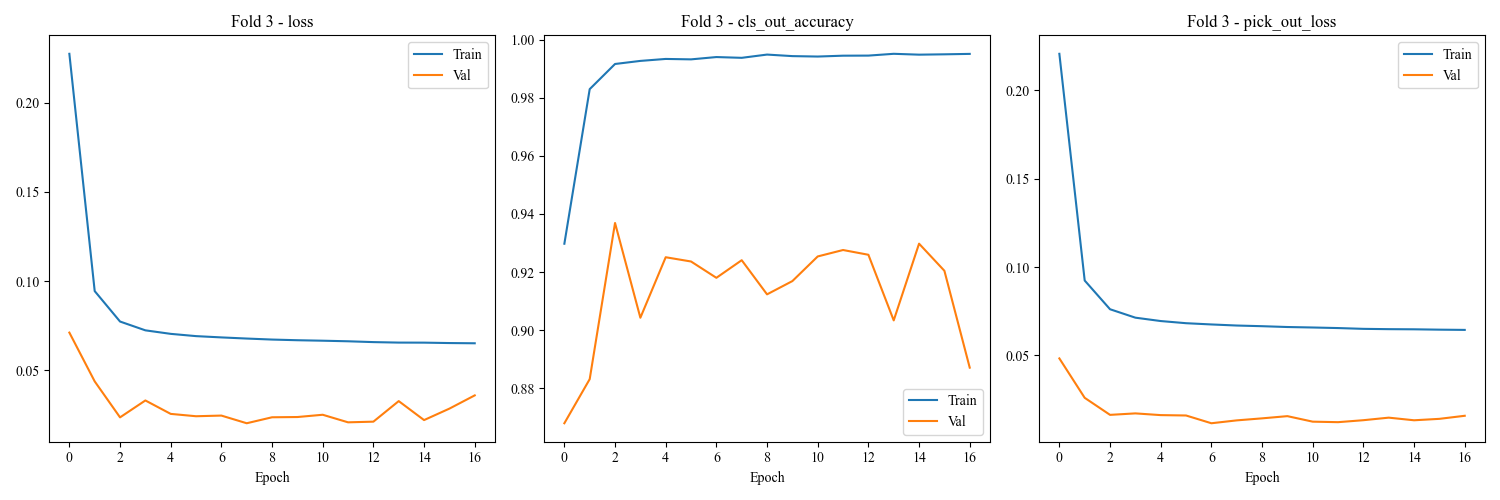 Fold 3 - loss
0.20
0.15
0.10
0.05
Train
Val
0 2 4 6 8 10 12 14 16
Epoch
Fold 3 - cls_out_accuracy
1.00
0.98
0.96
0.94
0.92
0.90
0.88
Train
Val
0 2 4 6 8 10 12 14 16
Epoch
Fold 3 - pick_out_loss
0.20
0.15
0.10
0.05
Train
Val
0 2 4 6 8 10 12 14 16
Epoch